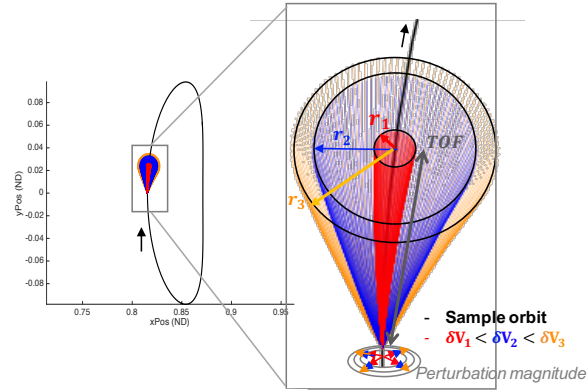 0.08
0.06
0.04
0.02
0
-0.02
-0.04
-0.06
-0.08
yPos (ND)
0.75
0.8
0.85
0.9
0.95
xPos (ND)
r₁
r₂
r₃
TOF
- Sample orbit
- δV₁ < δV₂ < δV₃
Perturbation magnitude